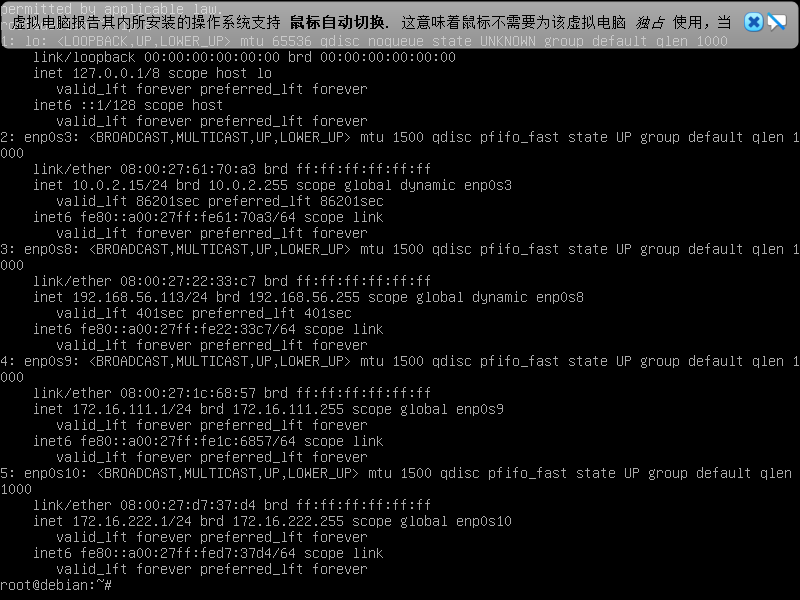 permitted by applicable law.
虚拟电脑报告其内所安装的操作系统支持 鼠标自动切换. 这意味着鼠标不需要为该虚拟电脑 独占 使用，当
1: lo: <LOOPBACK,UP,LOWER_UP> mtu 65536 qdisc noqueue state UNKNOWN group default qlen 1000
    link/loopback 00:00:00:00:00:00 brd 00:00:00:00:00:00
    inet 127.0.0.1/8 scope host lo
       valid_lft forever preferred_lft forever
    inet6 ::1/128 scope host
       valid_lft forever preferred_lft forever
2: enp0s3: <BROADCAST,MULTICAST,UP,LOWER_UP> mtu 1500 qdisc pfifo_fast state UP group default qlen 1
000
    link/ether 08:00:27:61:70:a3 brd ff:ff:ff:ff:ff:ff
    inet 10.0.2.15/24 brd 10.0.2.255 scope global dynamic enp0s3
       valid_lft 86201sec preferred_lft 86201sec
    inet6 fe80::a00:27ff:fe61:70a3/64 scope link
       valid_lft forever preferred_lft forever
3: enp0s8: <BROADCAST,MULTICAST,UP,LOWER_UP> mtu 1500 qdisc pfifo_fast state UP group default qlen 1
000
    link/ether 08:00:27:22:33:c7 brd ff:ff:ff:ff:ff:ff
    inet 192.168.56.113/24 brd 192.168.56.255 scope global dynamic enp0s8
       valid_lft 401sec preferred_lft 401sec
    inet6 fe80::a00:27ff:fe22:33c7/64 scope link
       valid_lft forever preferred_lft forever
4: enp0s9: <BROADCAST,MULTICAST,UP,LOWER_UP> mtu 1500 qdisc pfifo_fast state UP group default qlen 1
000
    link/ether 08:00:27:1c:68:57 brd ff:ff:ff:ff:ff:ff
    inet 172.16.111.1/24 brd 172.16.111.255 scope global enp0s9
       valid_lft forever preferred_lft forever
    inet6 fe80::a00:27ff:fe1c:6857/64 scope link
       valid_lft forever preferred_lft forever
5: enp0s10: <BROADCAST,MULTICAST,UP,LOWER_UP> mtu 1500 qdisc pfifo_fast state UP group default qlen
1000
    link/ether 08:00:27:d7:37:d4 brd ff:ff:ff:ff:ff:ff
    inet 172.16.222.1/24 brd 172.16.222.255 scope global enp0s10
       valid_lft forever preferred_lft forever
    inet6 fe80::a00:27ff:fed7:37d4/64 scope link
       valid_lft forever preferred_lft forever
root@debian:~#